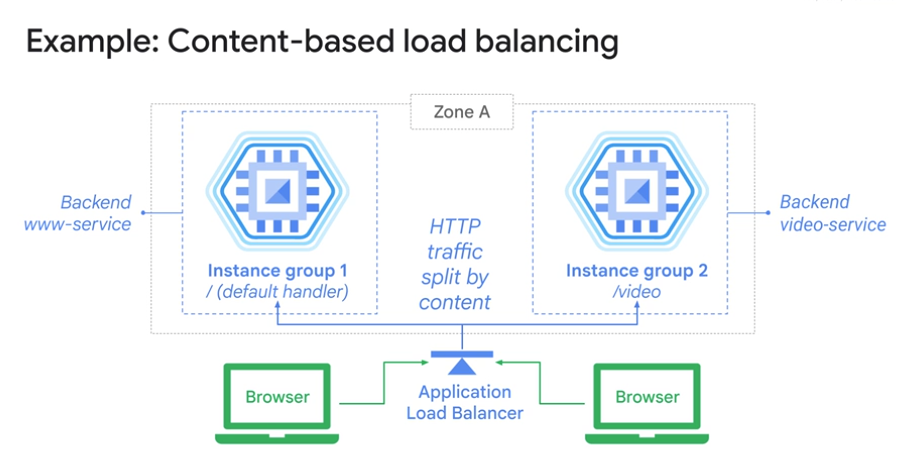 Example: Content-based load balancing
Zone A
Backend
www-service
Instance group 1
/ (default handler)
HTTP
traffic
split by
content
Instance group 2
/video
Backend
video-service
Browser
Application
Load Balancer
Browser